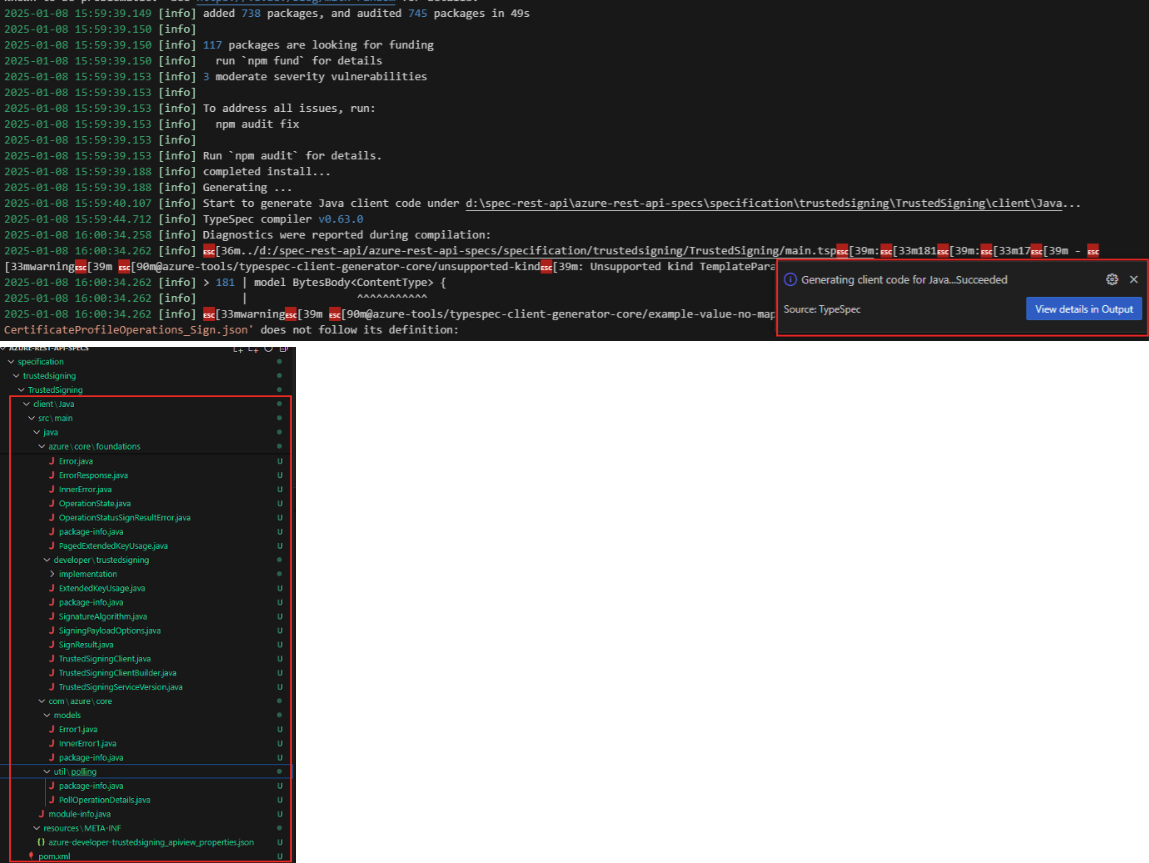 2025-01-08 15:59:39.149 [info] added 738 packages, and audited 745 packages in 49s
2025-01-08 15:59:39.150 [info]
2025-01-08 15:59:39.150 [info] 117 packages are looking for funding
2025-01-08 15:59:39.150 [info]   run `npm fund` for details
2025-01-08 15:59:39.153 [info] 3 moderate severity vulnerabilities
2025-01-08 15:59:39.153 [info]
2025-01-08 15:59:39.153 [info] To address all issues, run:
2025-01-08 15:59:39.153 [info]   npm audit fix
2025-01-08 15:59:39.153 [info]
2025-01-08 15:59:39.153 [info] Run `npm audit` for details.
2025-01-08 15:59:39.188 [info] completed install...
2025-01-08 15:59:39.188 [info] Generating ...
2025-01-08 15:59:40.107 [info] Start to generate Java client code under d:\spec-rest-api\azure-rest-api-specs\specification\trustedsigning\TrustedSigning\client\Java...
2025-01-08 15:59:44.712 [info] TypeSpec compiler v0.63.0
2025-01-08 16:00:34.258 [info] Diagnostics were reported during compilation:
2025-01-08 16:00:34.262 [info] ESC[36m../d:/spec-rest-api/azure-rest-api-specs/specification/trustedsigning/TrustedSigning/main.tspESC[39m:ESC[33m181ESC[39m:ESC[33m17ESC[39m - ESC
[33mwarningESC[39m ESC[90m@azure-tools/typespec-client-generator-core/unsupported-kindESC[39m: Unsupported kind TemplatePara
2025-01-08 16:00:34.262 [info] > 181 | model BytesBody<ContentType> {
2025-01-08 16:00:34.262 [info]       |                 ^^^^^^^^^^^
2025-01-08 16:00:34.262 [info] ESC[33mwarningESC[39m ESC[90m@azure-tools/typespec-client-generator-core/example-value-no-map
CertificateProfileOperations_Sign.json' does not follow its definition:
Generating client code for Java...Succeeded
Source: TypeSpec
View details in Output
AZURE-REST-API-SPECS
specification
trustedsigning
TrustedSigning
client\Java
src\main
java
azure\core\foundations
J Error.java U
J ErrorResponse.java U
J InnerError.java U
J OperationState.java U
J OperationStatusSignResultError.java U
J package-info.java U
J PagedExtendedKeyUsage.java U
developer\trustedsigning
implementation
J ExtendedKeyUsage.java U
J package-info.java U
J SignatureAlgorithm.java U
J SigningPayloadOptions.java U
J SignResult.java U
J TrustedSigningClient.java U
J TrustedSigningClientBuilder.java U
J TrustedSigningServiceVersion.java U
com\azure\core
models
J Error1.java U
J InnerError1.java U
J package-info.java U
util\polling
J package-info.java U
J PollOperationDetails.java U
J module-info.java U
resources\META-INF
{} azure-developer-trustedsigning_apiview_properties.json U
pom.xml U